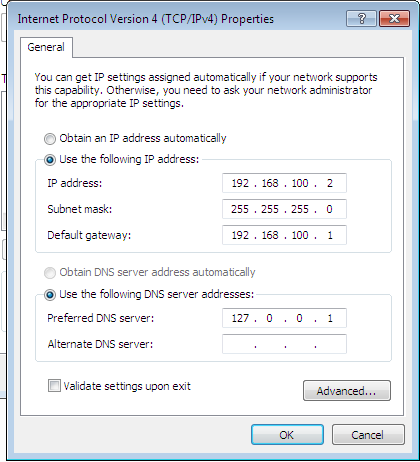 Internet Protocol Version 4 (TCP/IPv4) Properties
General
You can get IP settings assigned automatically if your network supports
this capability. Otherwise, you need to ask your network administrator
for the appropriate IP settings.
Obtain an IP address automatically
Use the following IP address:
IP address: 192 . 168 . 100 . 2
Subnet mask: 255 . 255 . 255 . 0
Default gateway: 192 . 168 . 100 . 1
Obtain DNS server address automatically
Use the following DNS server addresses:
Preferred DNS server: 127 . 0 . 0 . 1
Alternate DNS server: . . .
Validate settings upon exit
Advanced...
OK Cancel